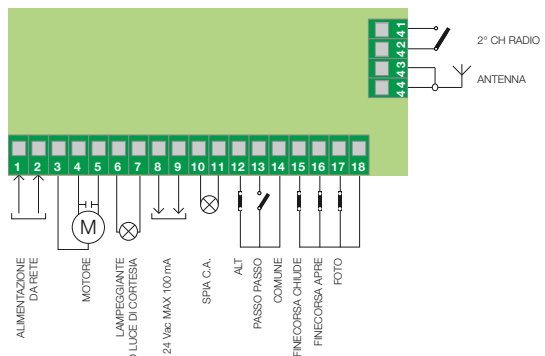 41
42
2° CH RADIO
43
44
ANTENNA
1 2 3 4 5 6 7 8 9 10 11 12 13 14 15 16 17 18
M
ALIMENTAZIONE
DA RETE
MOTORE
LAMPEGGIANTE
O LUCE DI CORTESIA
24 Vac MAX 100 mA
SPIA C.A.
ALT
PASSO PASSO
COMUNE
FINECORSA CHIUDE
FINECORSA APRE
FOTO